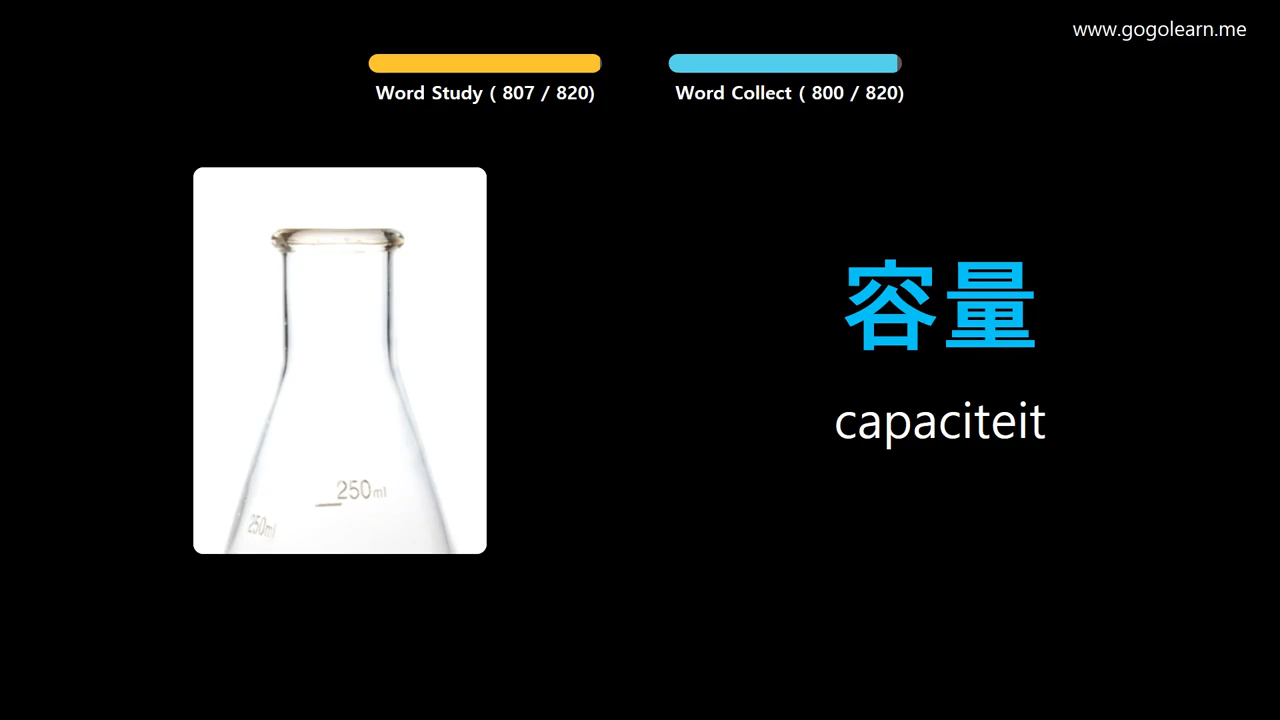 www.gogolearn.me
Word Study ( 807 / 820)
Word Collect ( 800 / 820)
容量
capaciteit
250ml
250ml